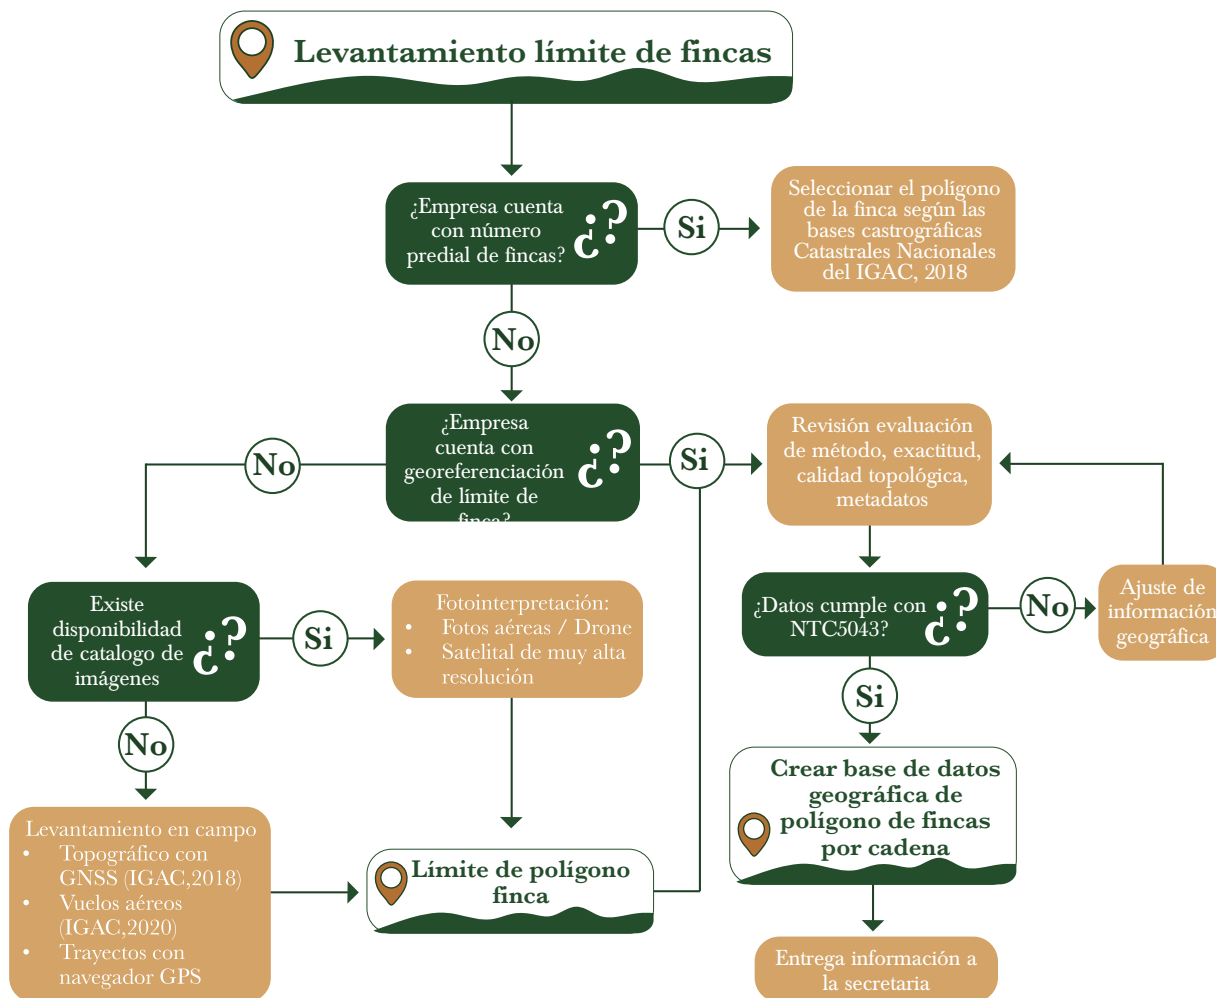 Levantamiento límite de fincas
¿Empresa cuenta
con número
predial de fincas?
¿?
Si
Seleccionar el polígono
de la finca según las
bases castrográficas
Catastrales Nacionales
del IGAC, 2018
No
¿Empresa
cuenta con
georeferenciación
de límite de
finca?
¿?
No
Si
Revisión evaluación
de método, exactitud,
calidad topológica,
metadatos
Existe
disponibilidad
de catalogo de
imágenes
¿?
Si
Fotointerpretación:
• Fotos aéreas / Drone
• Satelital de muy alta
resolución
¿Datos cumple con
NTC5043?
¿?
No
Ajuste de
información
geográfica
No
Si
Levantamiento en campo
• Topográfico con
GNSS (IGAC,2018)
• Vuelos aéreos
(IGAC,2020)
• Trayectos con
navegador GPS
Límite de polígono
finca
Crear base de datos
geográfica de
polígono de fincas
por cadena
Entrega información a
la secretaria